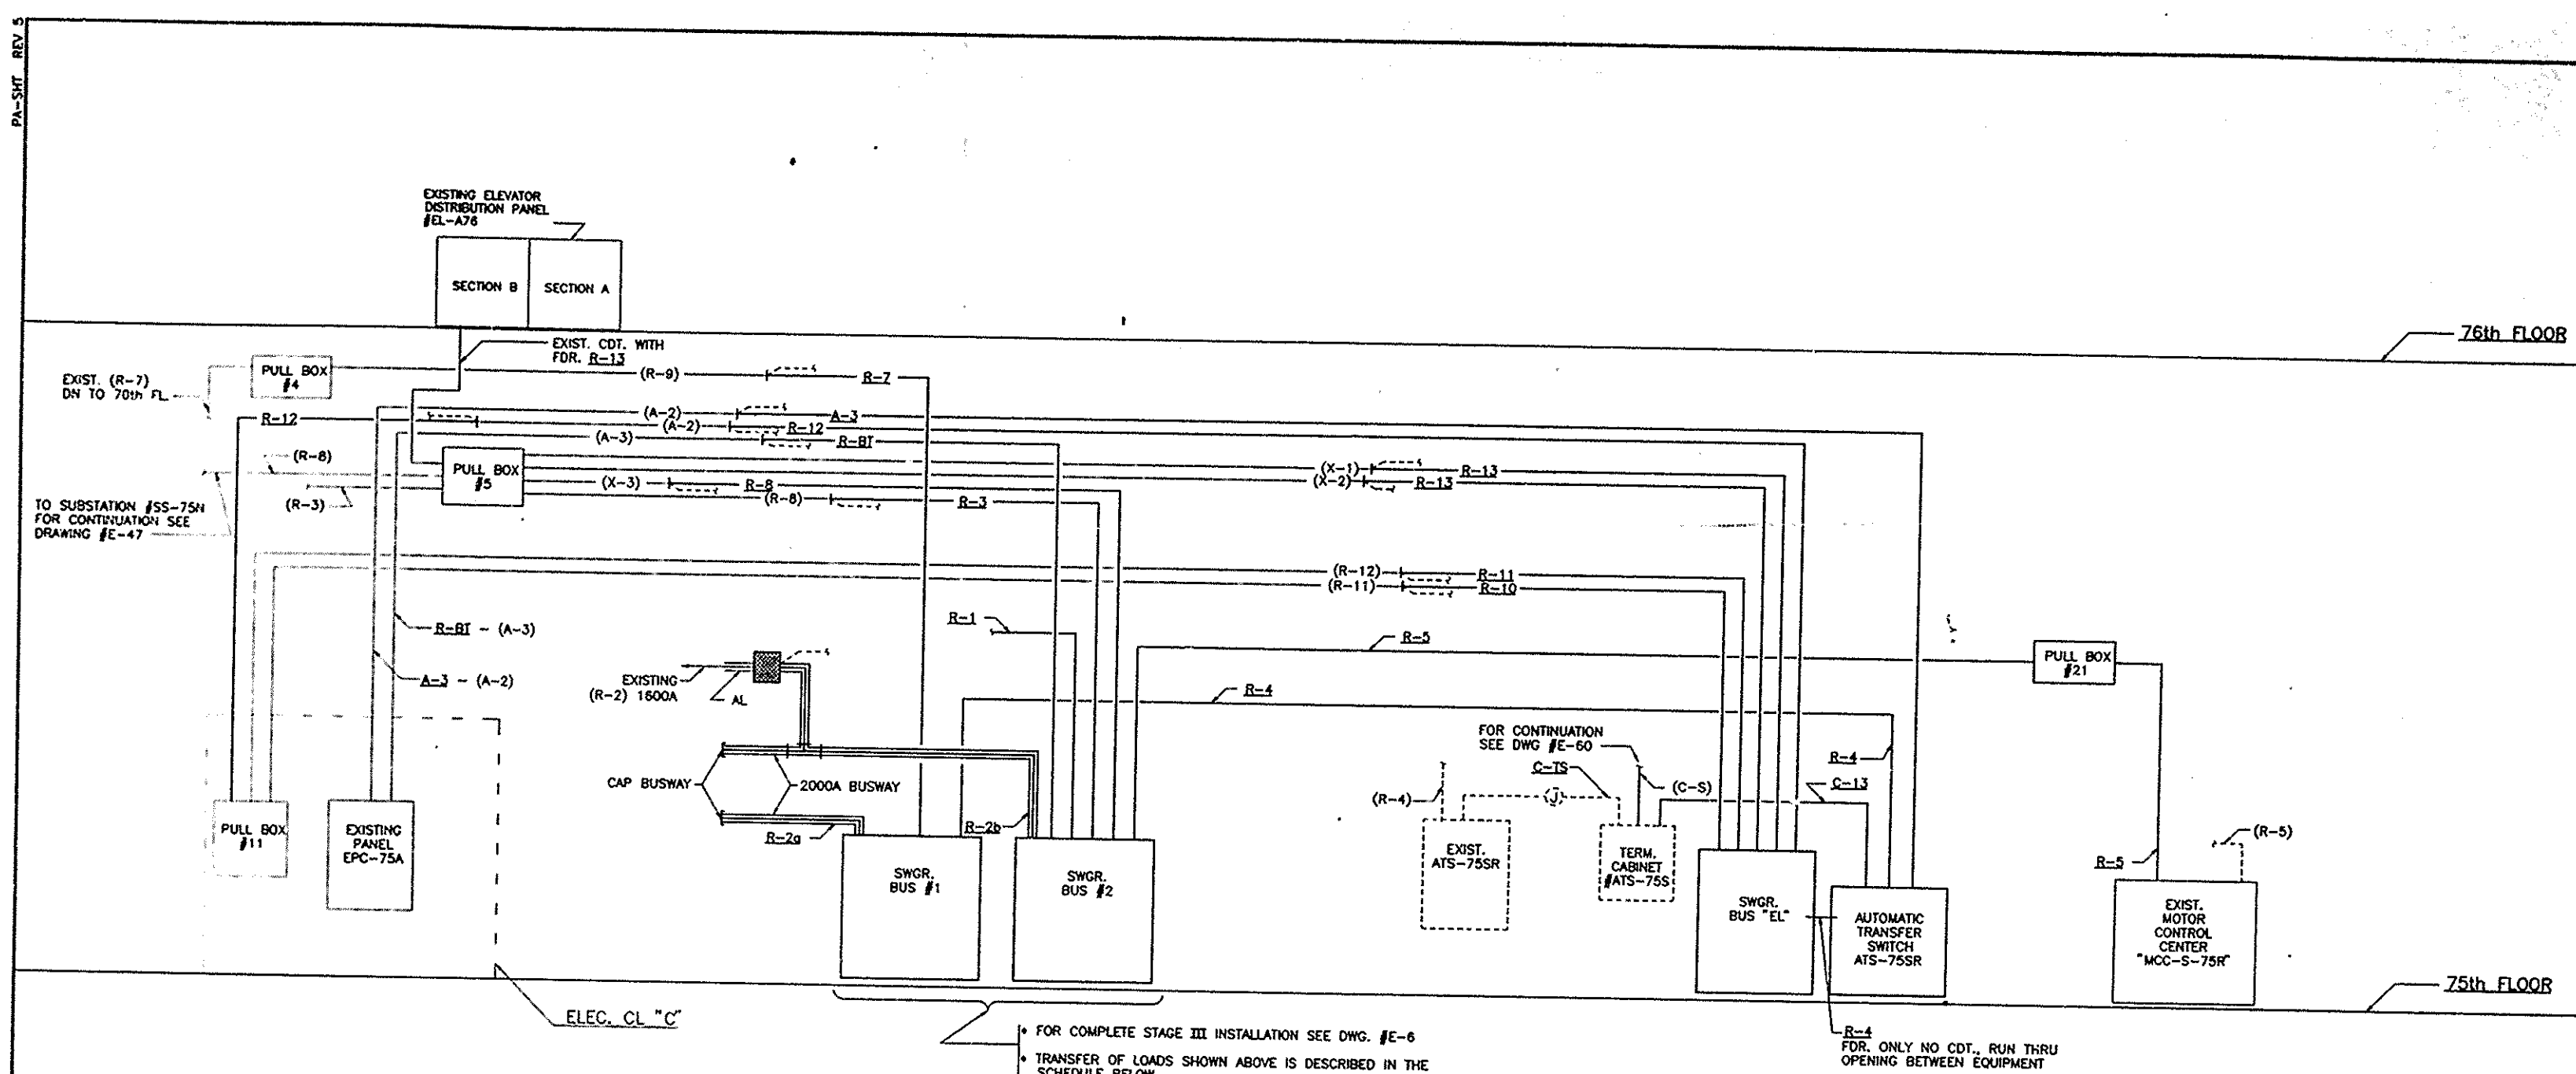 PA-SHT REV 5
EXISTING ELEVATOR
DISTRIBUTION PANEL
#EL-A76
SECTION B
SECTION A
76th FLOOR
EXIST. CDT. WITH
FDR. R-13
EXIST. (R-7)
DN TO 70th FL.
PULL BOX
#4
(R-9)
R-7
R-12
(A-2)
A-3
(A-2)
R-12
(A-3)
R-BT
(R-8)
PULL BOX
#5
(X-1)
R-13
(X-3)
R-8
(X-2)
R-13
(R-3)
(R-8)
R-3
TO SUBSTATION #SS-75N
FOR CONTINUATION SEE
DRAWING #E-47
(R-12)
R-11
(R-11)
R-10
R-BT - (A-3)
R-1
R-5
PULL BOX
#21
A-3 - (A-2)
EXISTING
(R-2) 1600A
AL
R-4
FOR CONTINUATION
SEE DWG #E-60
R-4
CAP BUSWAY
2000A BUSWAY
C-TS
(C-S)
C-13
(R-4)
(J)
PULL BOX
#11
EXISTING
PANEL
EPC-75A
R-2a
R-2b
SWGR.
BUS #1
SWGR.
BUS #2
EXIST.
ATS-75SR
TERM.
CABINET
#ATS-75S
SWGR.
BUS "EL"
AUTOMATIC
TRANSFER
SWITCH
ATS-75SR
R-5
(R-5)
EXIST.
MOTOR
CONTROL
CENTER
"MCC-S-75R"
75th FLOOR
ELEC. CL "C"
• FOR COMPLETE STAGE III INSTALLATION SEE DWG. #E-6
• TRANSFER OF LOADS SHOWN ABOVE IS DESCRIBED IN THE
SCHEDULE BELOW
R-4
FDR. ONLY NO CDT., RUN THRU
OPENING BETWEEN EQUIPMENT